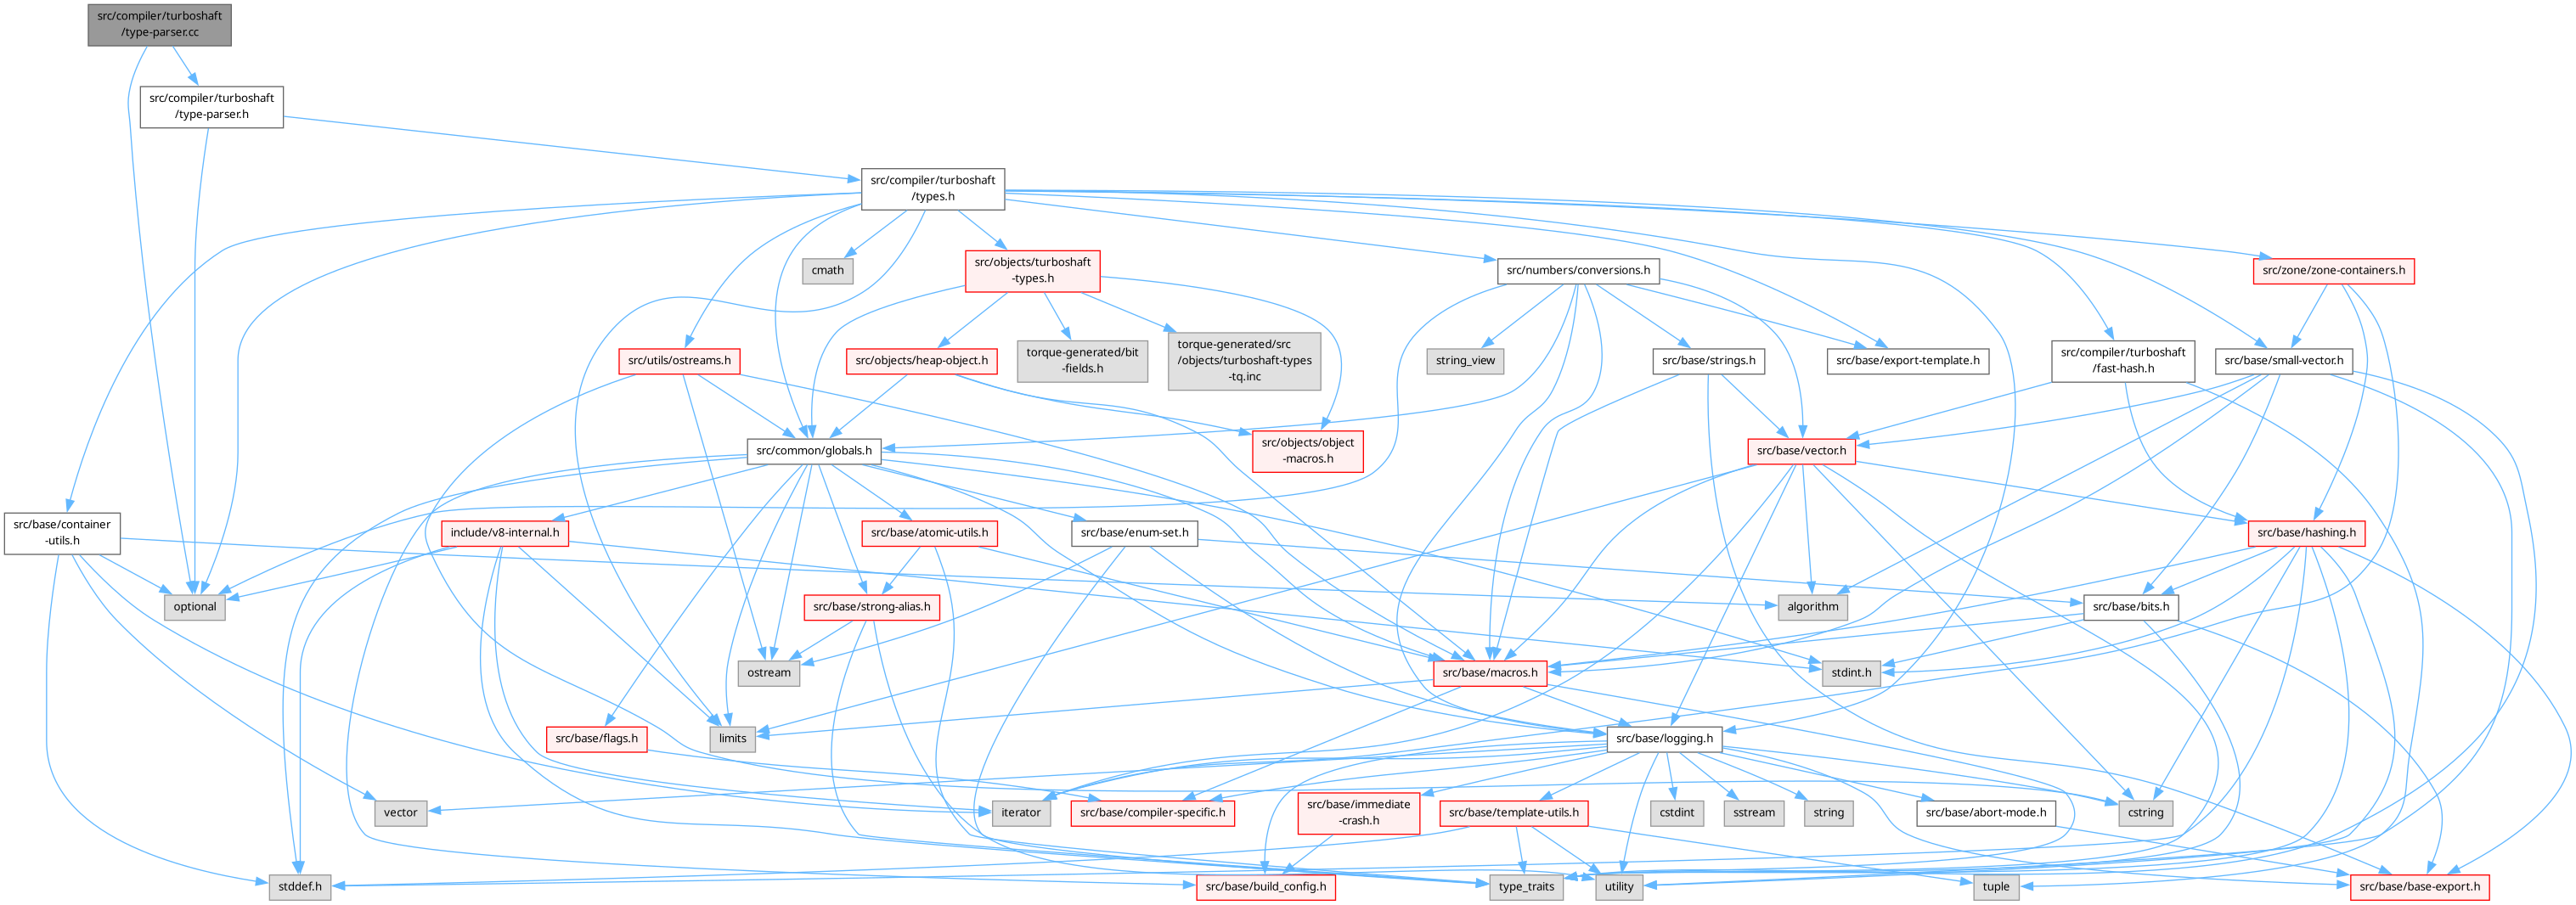 src/compiler/turboshaft
/type-parser.cc
src/compiler/turboshaft
/type-parser.h
src/compiler/turboshaft
/types.h
cmath
src/objects/turboshaft
-types.h
src/numbers/conversions.h
src/zone/zone-containers.h
src/utils/ostreams.h
src/objects/heap-object.h
torque-generated/bit
-fields.h
torque-generated/src
/objects/turboshaft-types
-tq.inc
string_view
src/base/strings.h
src/base/export-template.h
src/compiler/turboshaft
/fast-hash.h
src/base/small-vector.h
src/common/globals.h
src/objects/object
-macros.h
src/base/vector.h
src/base/container
-utils.h
include/v8-internal.h
src/base/atomic-utils.h
src/base/enum-set.h
src/base/hashing.h
optional
src/base/strong-alias.h
algorithm
src/base/bits.h
ostream
src/base/macros.h
stdint.h
src/base/flags.h
limits
src/base/logging.h
vector
iterator
src/base/compiler-specific.h
src/base/immediate
-crash.h
src/base/template-utils.h
cstdint
sstream
string
src/base/abort-mode.h
cstring
stddef.h
src/base/build_config.h
type_traits
utility
tuple
src/base/base-export.h